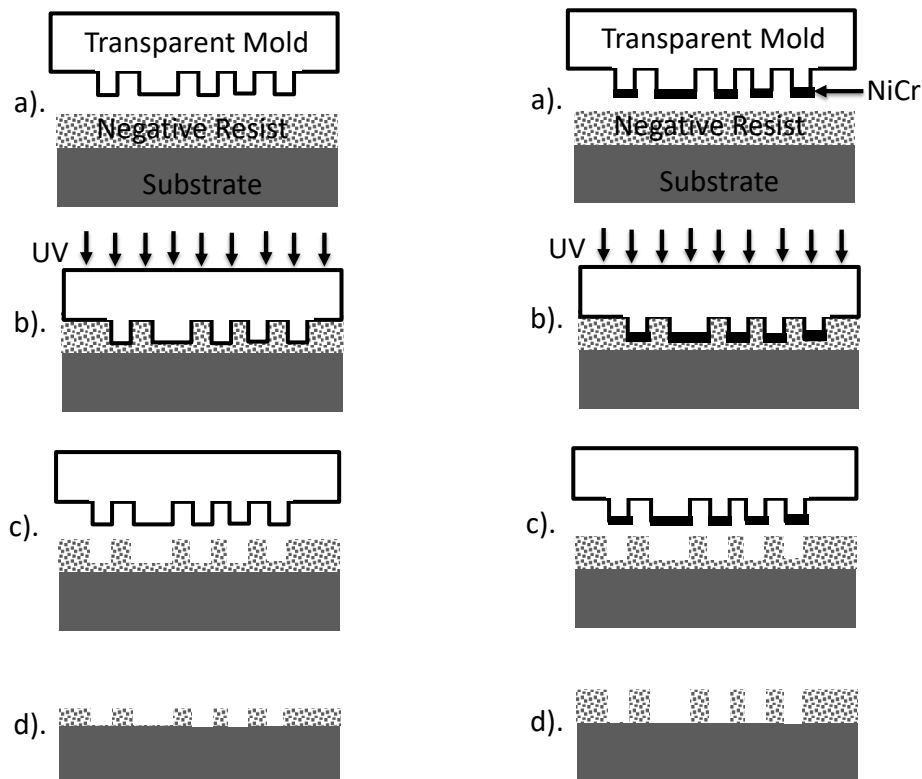 Transparent Mold
a).
Negative Resist
Substrate
UV
b).
c).
d).
Transparent Mold
a).
NiCr
Negative Resist
Substrate
UV
b).
c).
d).